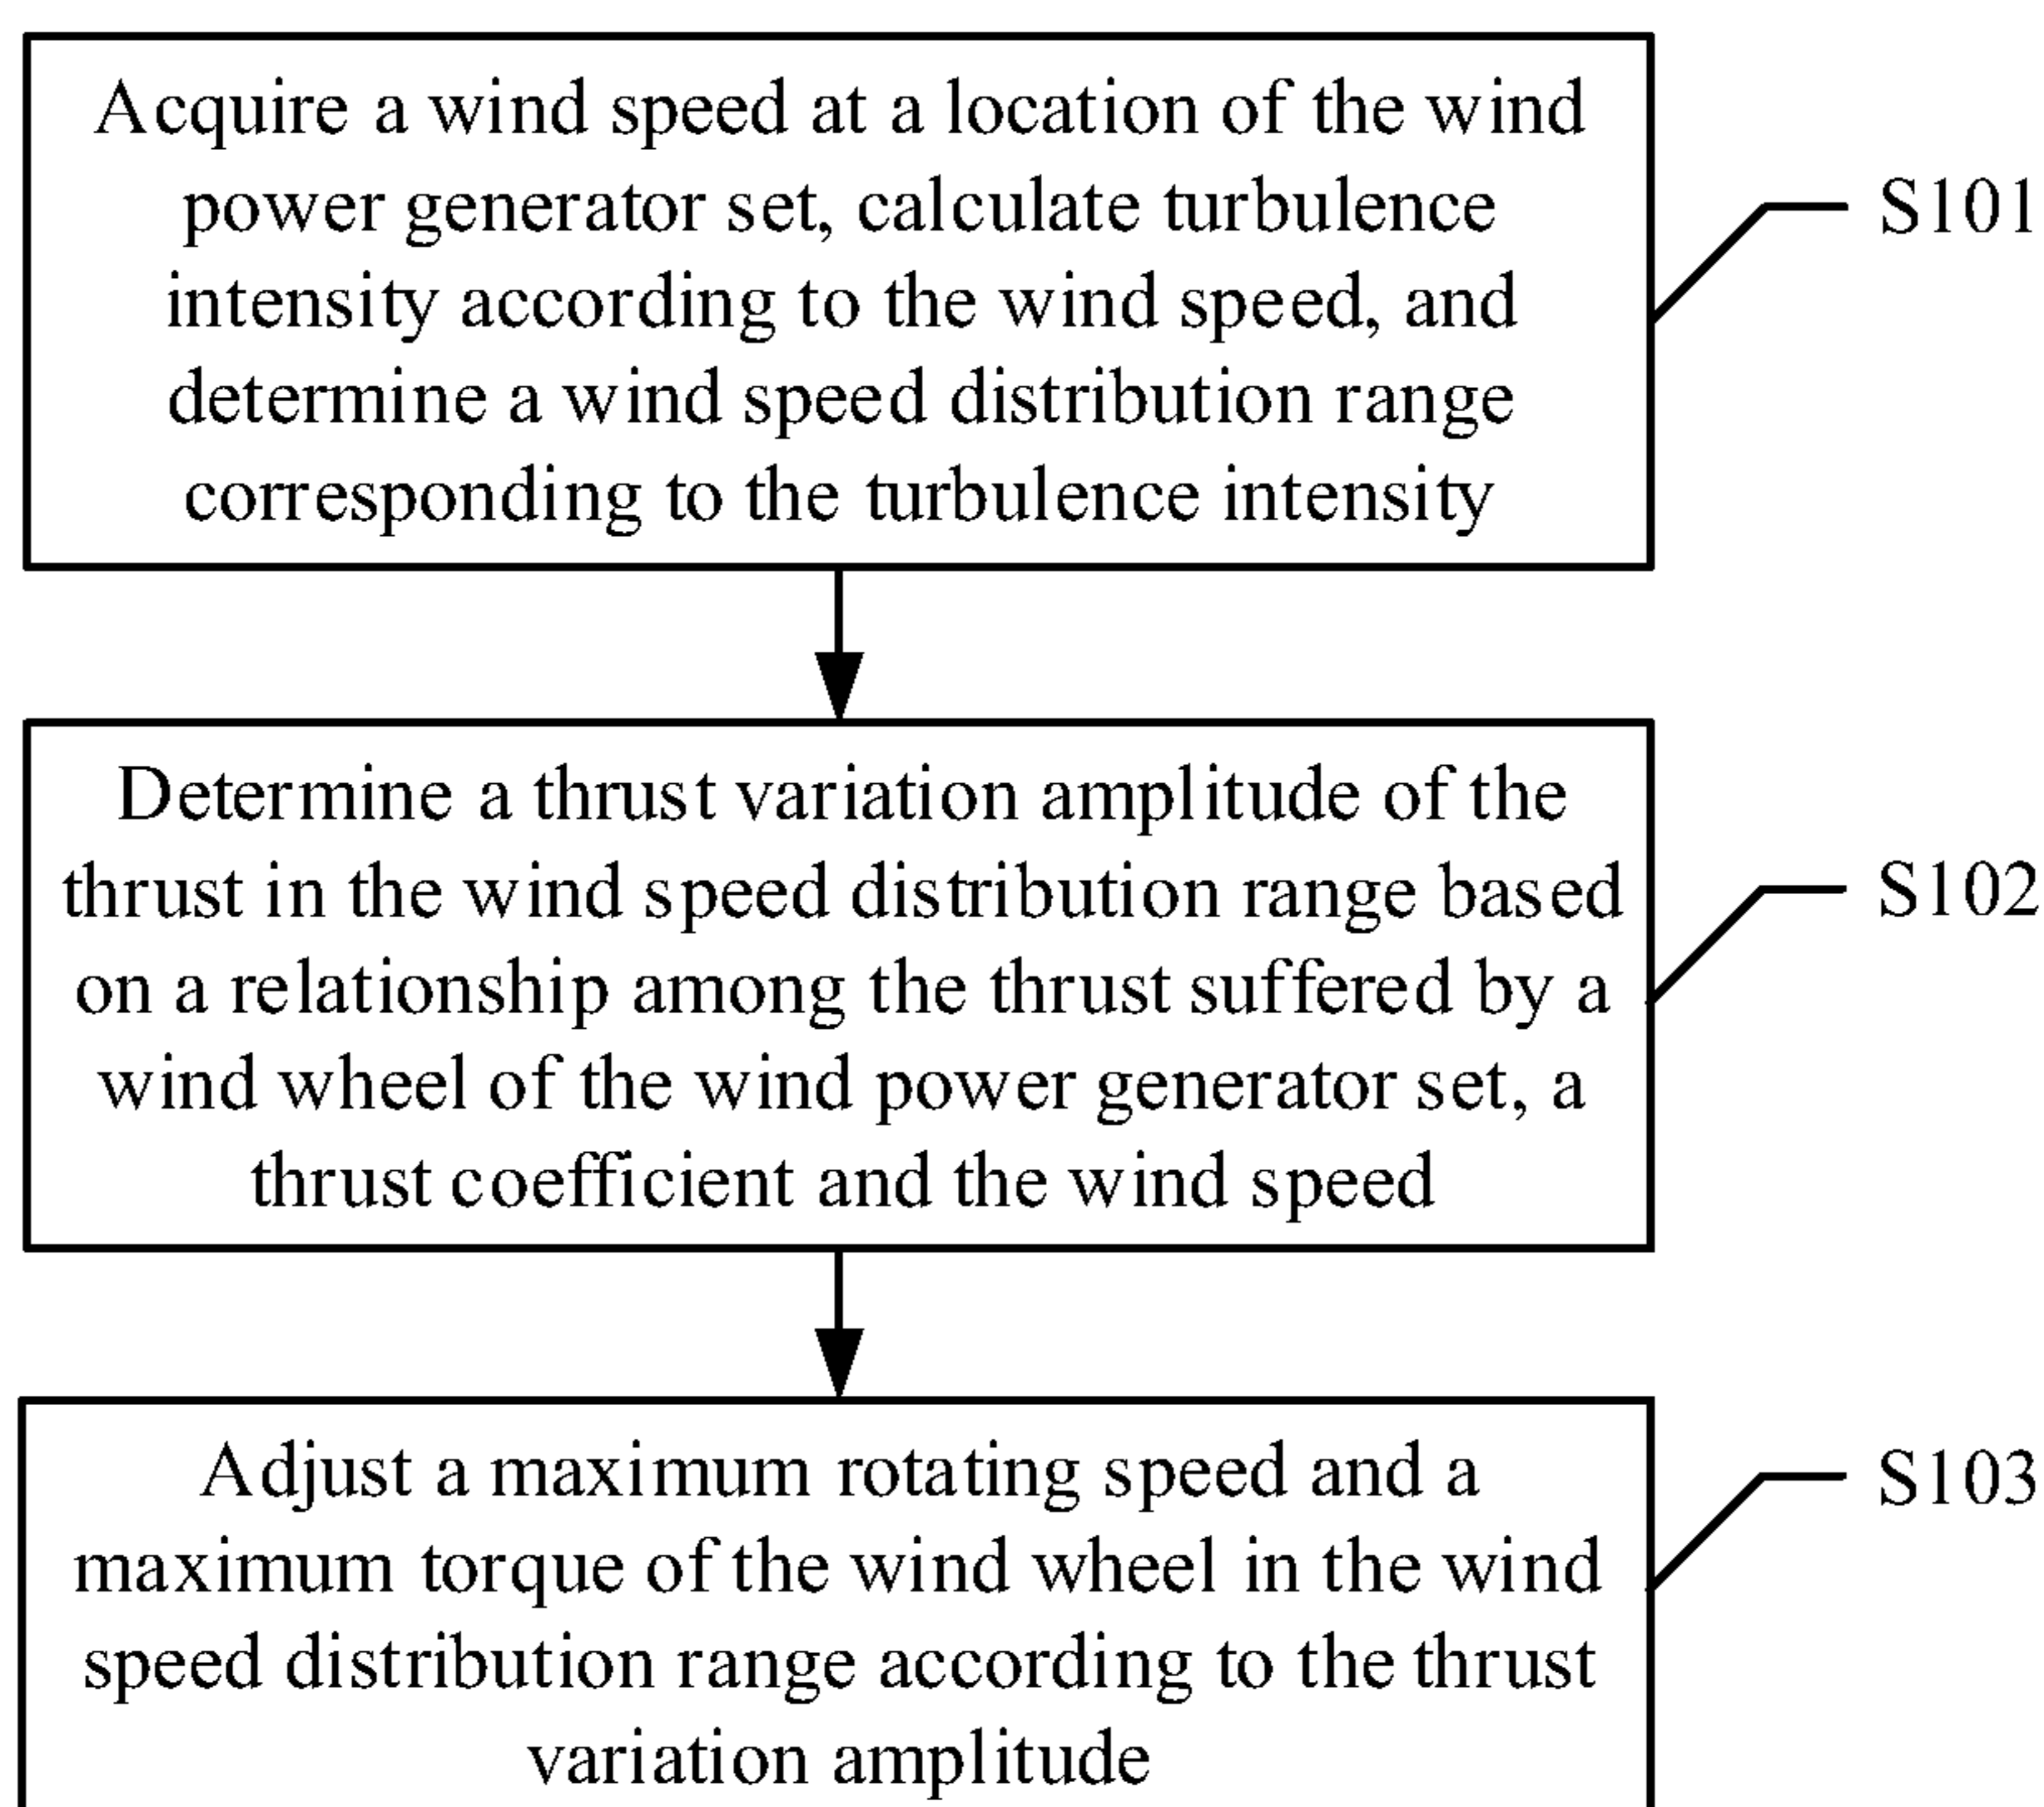 Acquire a wind speed at a location of the wind
power generator set, calculate turbulence
intensity according to the wind speed, and
determine a wind speed distribution range
corresponding to the turbulence intensity
S101
Determine a thrust variation amplitude of the
thrust in the wind speed distribution range based
on a relationship among the thrust suffered by a
wind wheel of the wind power generator set, a
thrust coefficient and the wind speed
S102
Adjust a maximum rotating speed and a
maximum torque of the wind wheel in the wind
speed distribution range according to the thrust
variation amplitude
S103